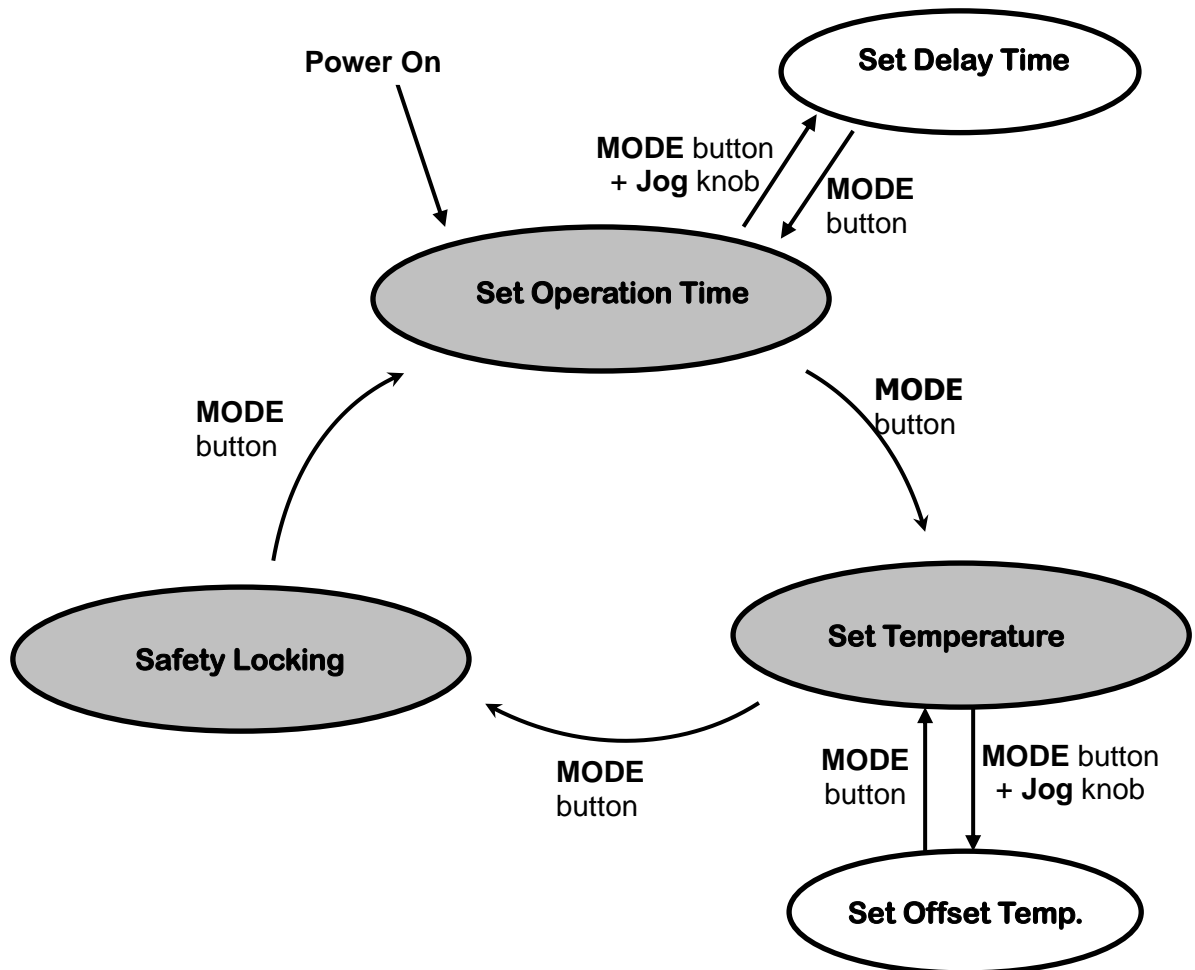 Power On
Set Delay Time
MODE button
+ Jog knob
MODE
button
Set Operation Time
MODE
button
MODE
button
Safety Locking
Set Temperature
MODE
button
MODE
button
MODE button
+ Jog knob
Set Offset Temp.